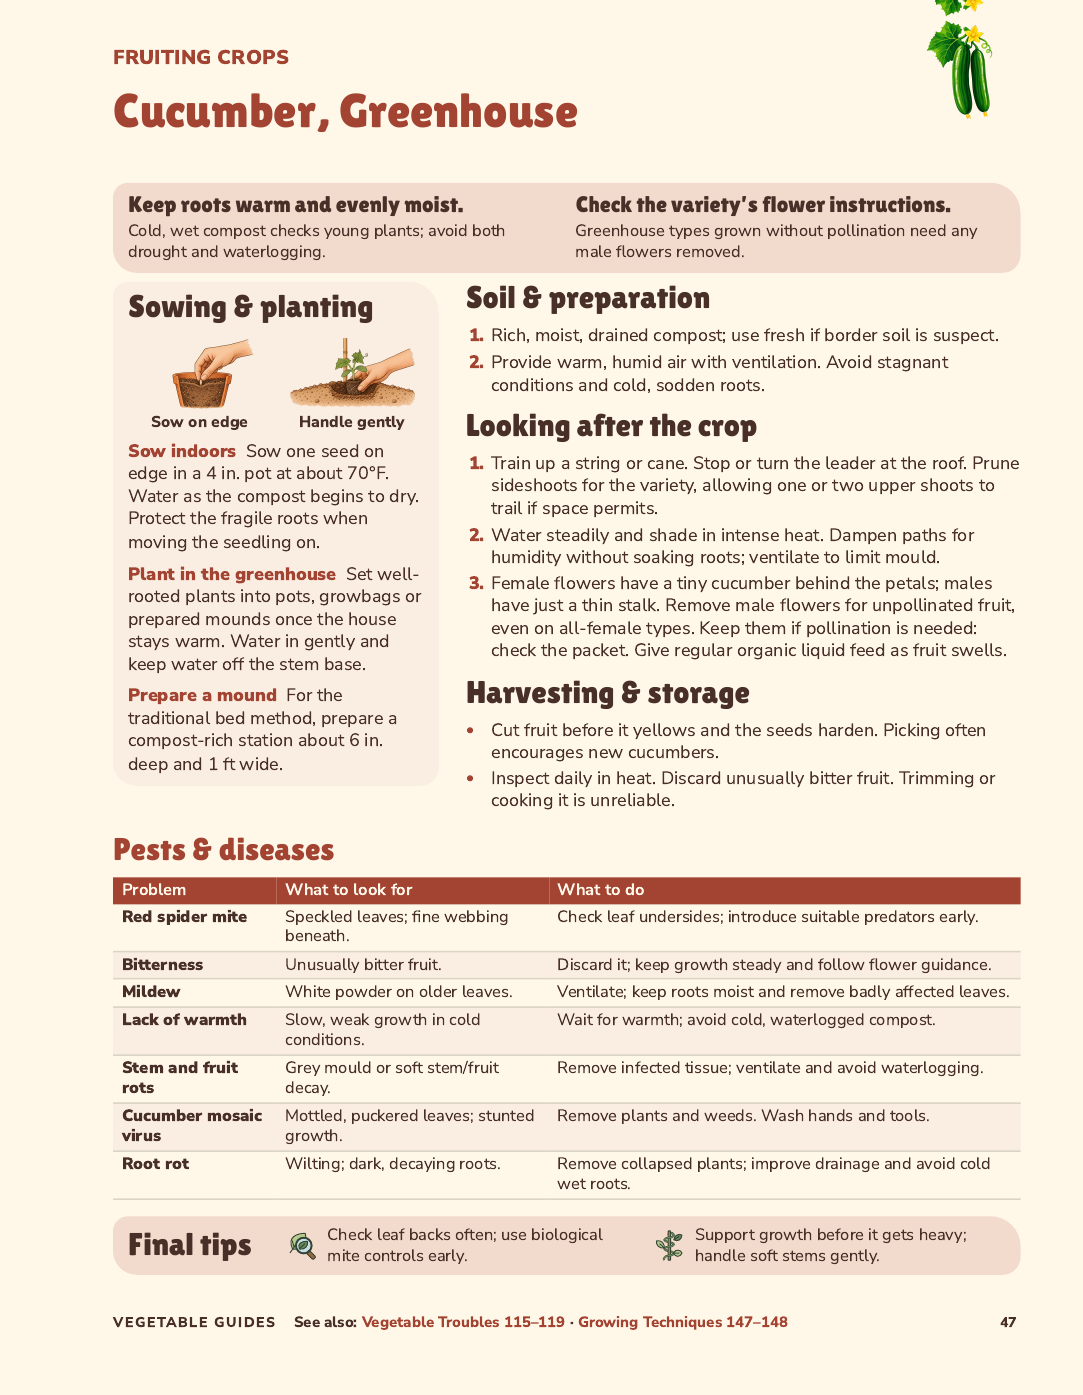 FRUITING CROPS
Cucumber, Greenhouse
Keep roots warm and evenly moist.
Cold, wet compost checks young plants; avoid both
drought and waterlogging.
Check the variety's flower instructions.
Greenhouse types grown without pollination need any
male flowers removed.
Sowing & planting
Sow on edge
Handle gently
Sow indoors Sow one seed on
edge in a 4 in. pot at about 70°F.
Water as the compost begins to dry.
Protect the fragile roots when
moving the seedling on.
Plant in the greenhouse Set well-
rooted plants into pots, growbags or
prepared mounds once the house
stays warm. Water in gently and
keep water off the stem base.
Prepare a mound For the
traditional bed method, prepare a
compost-rich station about 6 in.
deep and 1 ft wide.
Soil & preparation
1. Rich, moist, drained compost; use fresh if border soil is suspect.
2. Provide warm, humid air with ventilation. Avoid stagnant
conditions and cold, sodden roots.
Looking after the crop
1. Train up a string or cane. Stop or turn the leader at the roof. Prune
sideshoots for the variety, allowing one or two upper shoots to
trail if space permits.
2. Water steadily and shade in intense heat. Dampen paths for
humidity without soaking roots; ventilate to limit mould.
3. Female flowers have a tiny cucumber behind the petals; males
have just a thin stalk. Remove male flowers for unpollinated fruit,
even on all-female types. Keep them if pollination is needed:
check the packet. Give regular organic liquid feed as fruit swells.
Harvesting & storage
• Cut fruit before it yellows and the seeds harden. Picking often
encourages new cucumbers.
• Inspect daily in heat. Discard unusually bitter fruit. Trimming or
cooking it is unreliable.
Pests & diseases
Problem What to look for What to do
Red spider mite Speckled leaves; fine webbing Check leaf undersides; introduce suitable predators early.
beneath.
Bitterness Unusually bitter fruit. Discard it; keep growth steady and follow flower guidance.
Mildew White powder on older leaves. Ventilate; keep roots moist and remove badly affected leaves.
Lack of warmth Slow, weak growth in cold Wait for warmth; avoid cold, waterlogged compost.
conditions.
Stem and fruit Grey mould or soft stem/fruit Remove infected tissue; ventilate and avoid waterlogging.
rots decay.
Cucumber mosaic Mottled, puckered leaves; stunted Remove plants and weeds. Wash hands and tools.
virus growth.
Root rot Wilting; dark, decaying roots. Remove collapsed plants; improve drainage and avoid cold
wet roots.
Final tips
Check leaf backs often; use biological
mite controls early.
Support growth before it gets heavy;
handle soft stems gently.
VEGETABLE GUIDES See also: Vegetable Troubles 115–119 · Growing Techniques 147–148 47